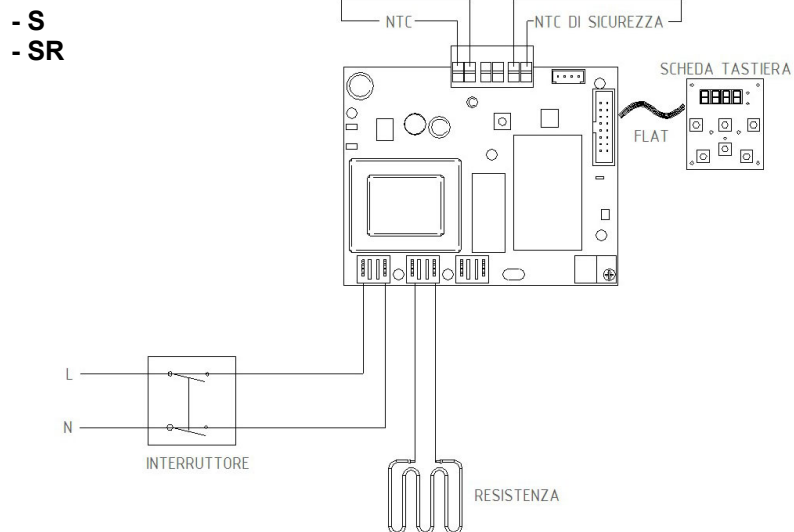 - S
- SR
NTC
NTC DI SICUREZZA
SCHEDA TASTIERA
FLAT
L
N
INTERRUTTORE
RESISTENZA